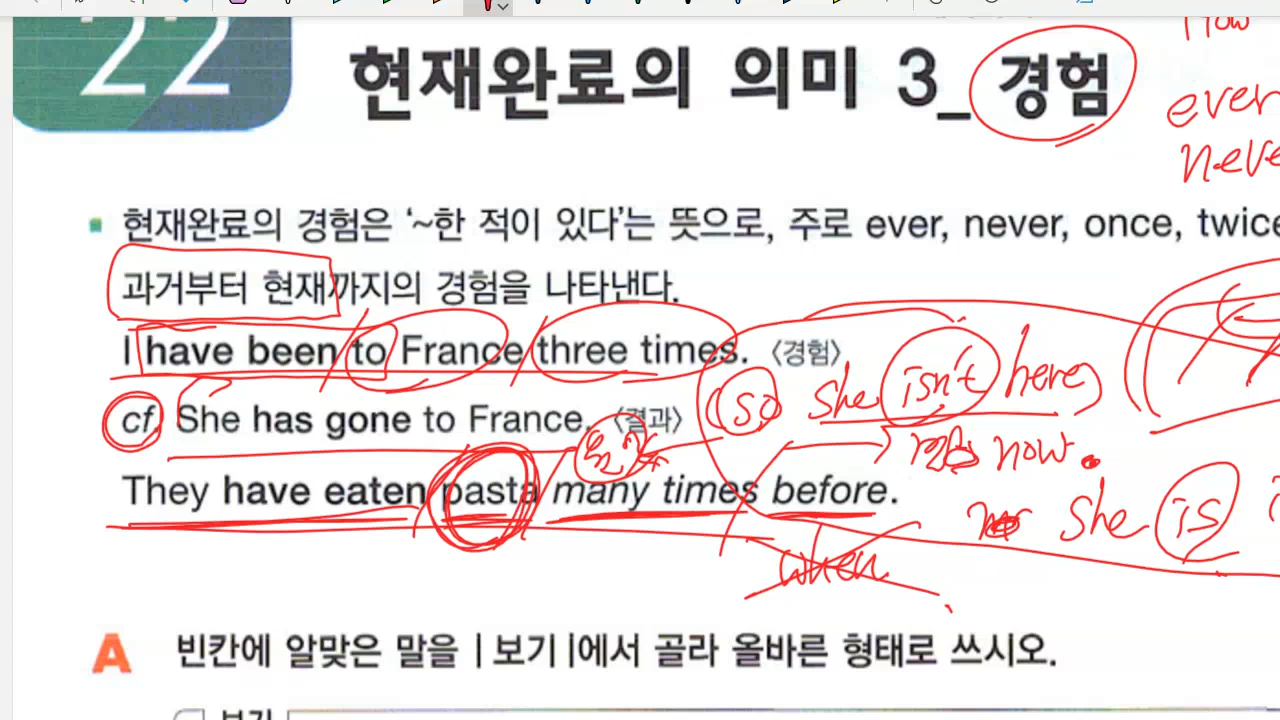 22
현재완료의 의미 3_ 경험
How
ever
never
현재완료의 경험은 '~한 적이 있다'는 뜻으로, 주로 ever, never, once, twice
과거부터 현재까지의 경험을 나타낸다.
I have been to France three times. <경험>
so she isn't here
cf. She has gone to France. <결과>
now.
They have eaten pasta many times before.
She is
when
A 빈칸에 알맞은 말을 | 보기 |에서 골라 올바른 형태로 쓰시오.
보기